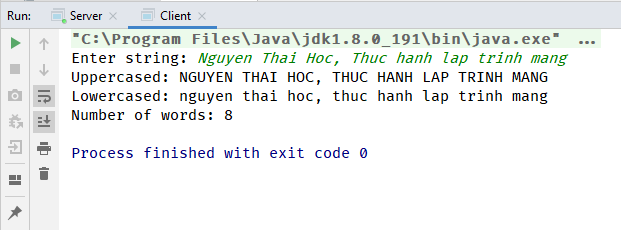 Run: Server Client
"C:\Program Files\Java\jdk1.8.0_191\bin\java.exe" ...
Enter string: Nguyen Thai Hoc, Thuc hanh lap trinh mang
Uppercased: NGUYEN THAI HOC, THUC HANH LAP TRINH MANG
Lowercased: nguyen thai hoc, thuc hanh lap trinh mang
Number of words: 8
Process finished with exit code 0